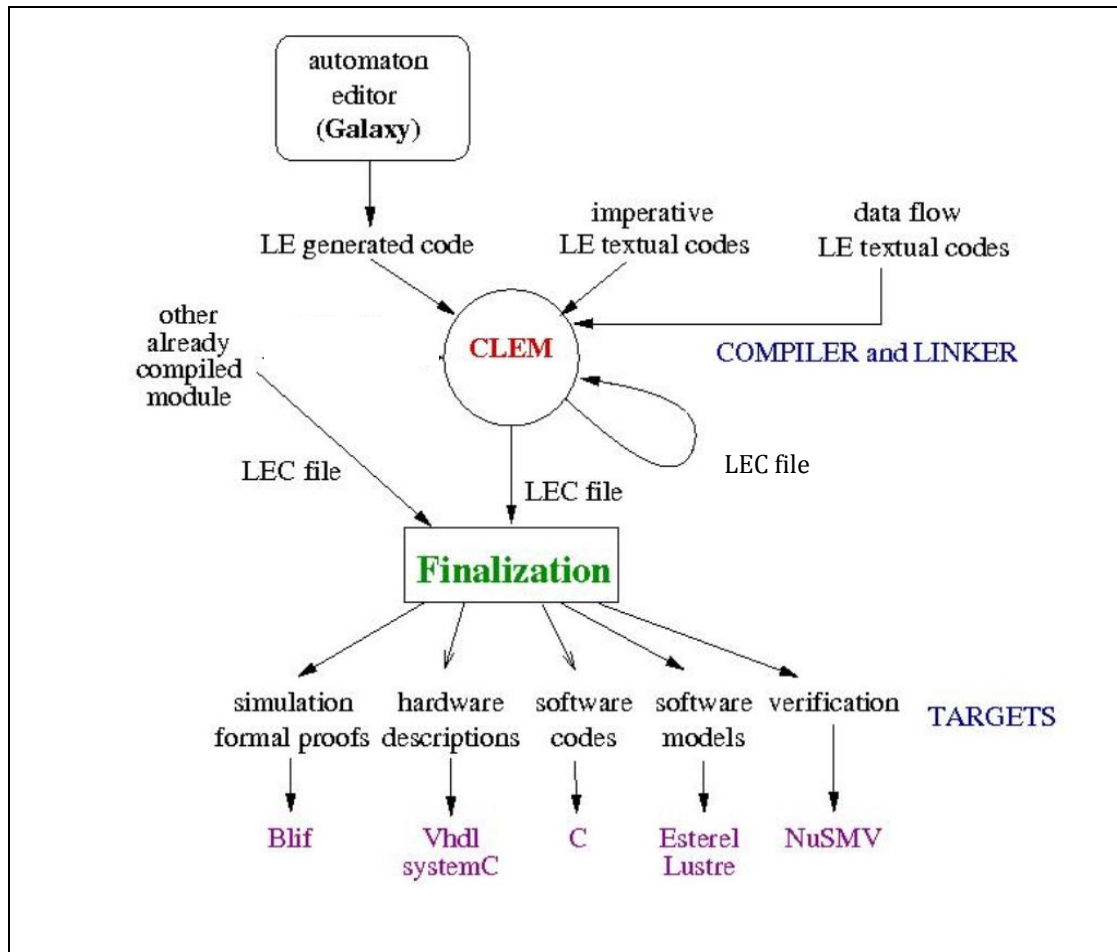 automaton
editor
(Galaxy)
imperative
LE textual codes
data flow
LE textual codes
LE generated code
other
already
compiled
module
CLEM
COMPILER and LINKER
LEC file
LEC file
LEC file
Finalization
simulation
formal proofs
hardware
descriptions
software
codes
software
models
verification
TARGETS
Blif
Vhdl
systemC
C
Esterel
Lustre
NuSMV